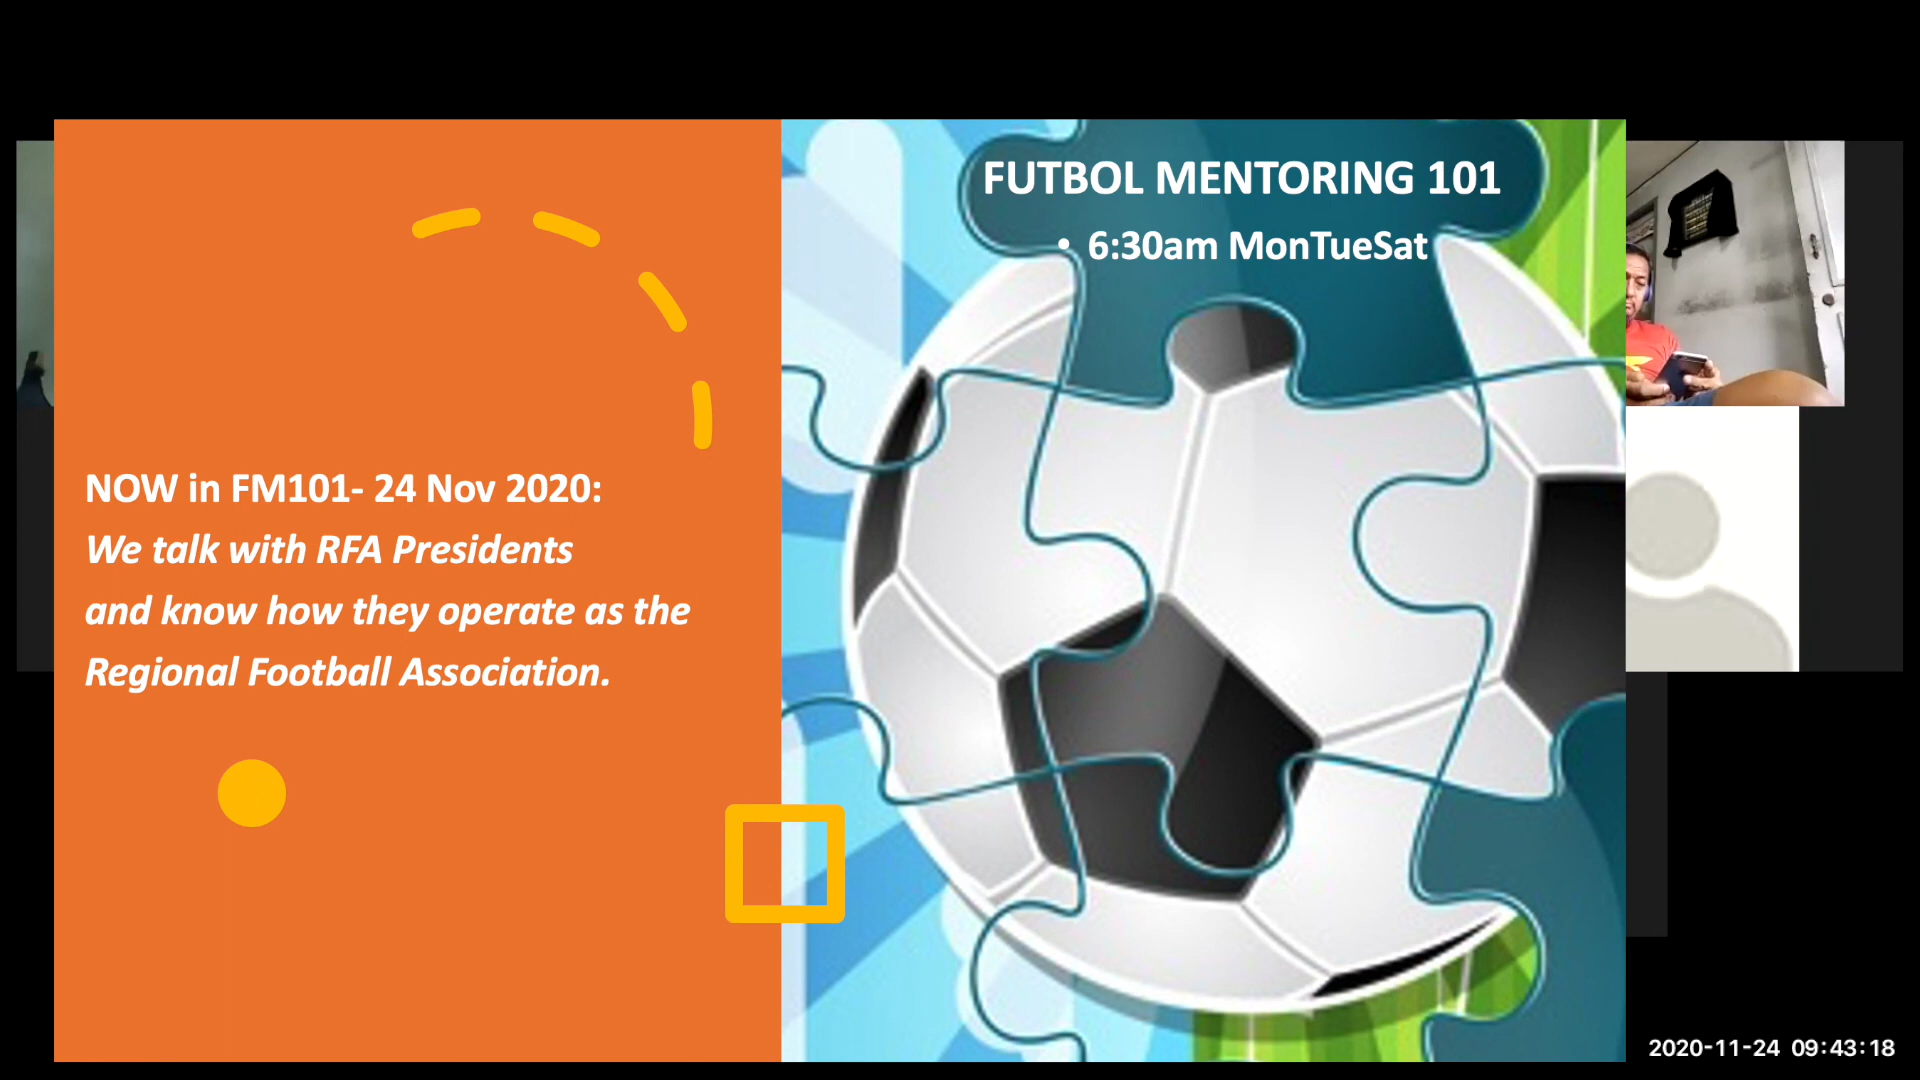 FUTBOL MENTORING 101
• 6:30am MonTueSat
NOW in FM101- 24 Nov 2020:
We talk with RFA Presidents
and know how they operate as the
Regional Football Association.
2020-11-24 09:43:18